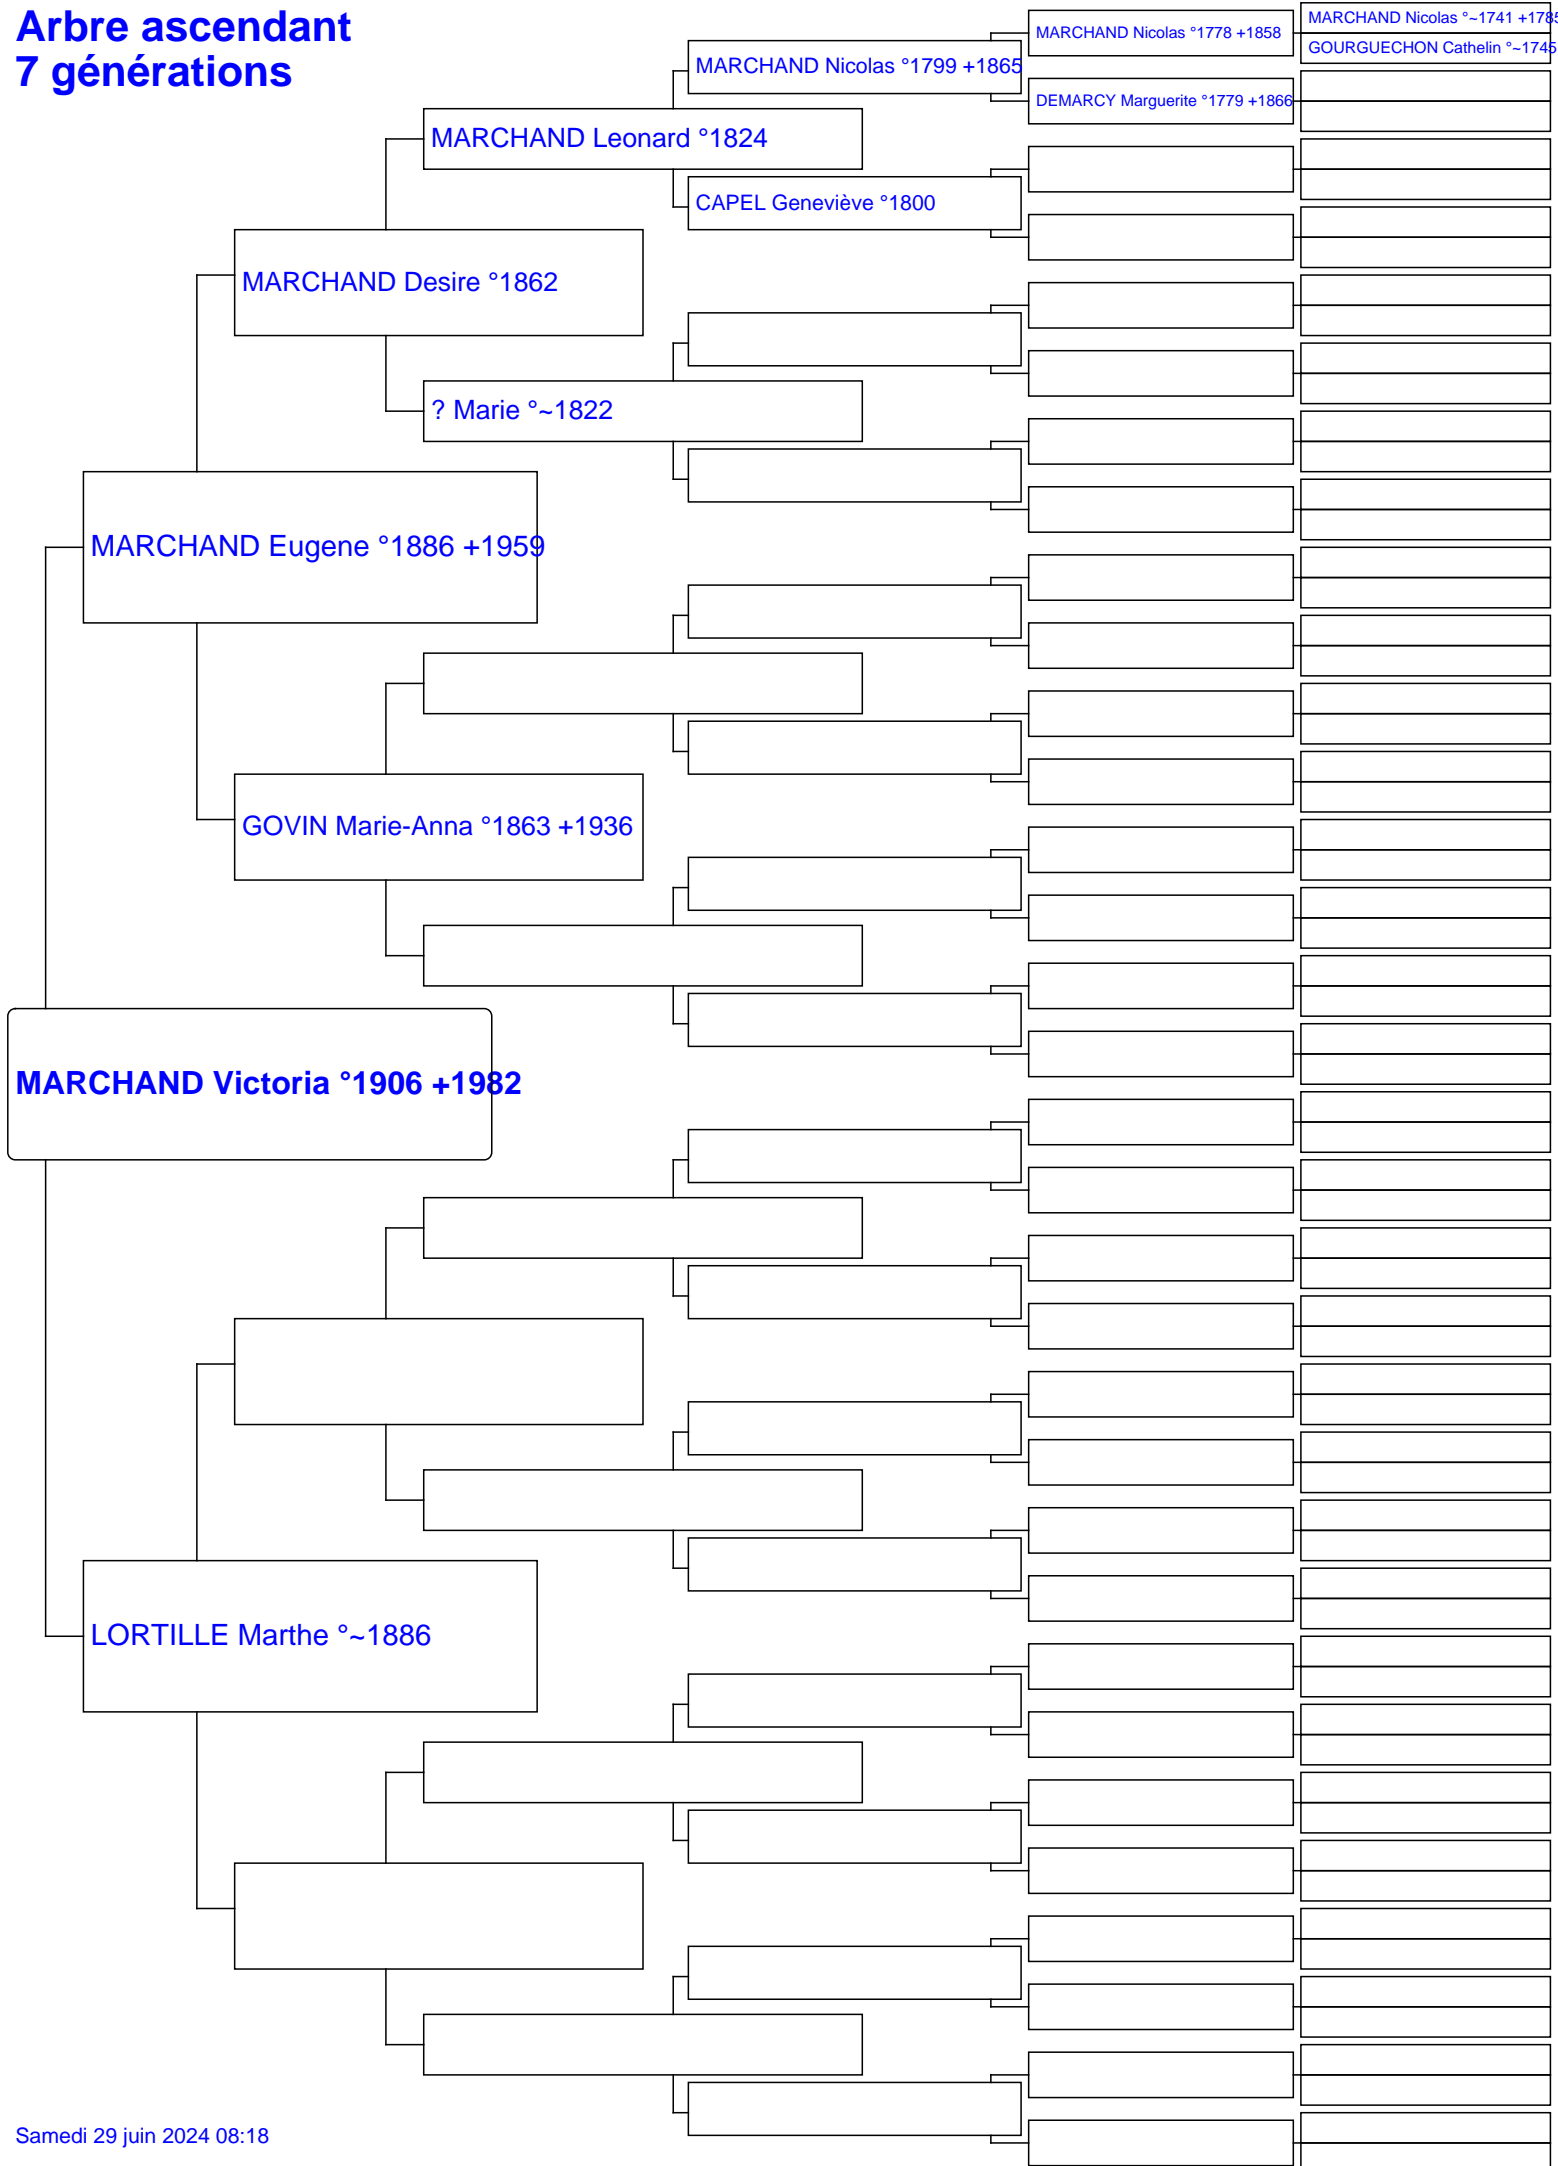 Arbre ascendant
7 générations
MARCHAND Nicolas °~1741 +1785
MARCHAND Nicolas °1778 +1858
GOURGUECHON Cathelin °~1745
MARCHAND Nicolas °1799 +1865
DEMARCY Marguerite °1779 +1866
MARCHAND Leonard °1824
CAPEL Geneviève °1800
MARCHAND Desire °1862
? Marie °~1822
MARCHAND Eugene °1886 +1959
GOVIN Marie-Anna °1863 +1936
MARCHAND Victoria °1906 +1982
LORTILLE Marthe °~1886
Samedi 29 juin 2024 08:18